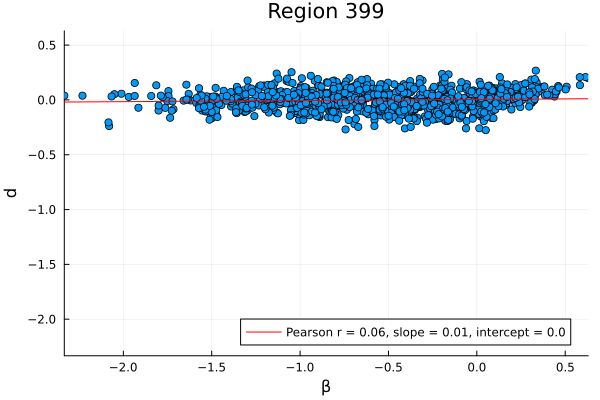 Region 399
0.5
0.0
−0.5
−1.0
−1.5
−2.0
d
Pearson r = 0.06, slope = 0.01, intercept = 0.0
−2.0 −1.5 −1.0 −0.5 0.0 0.5
β